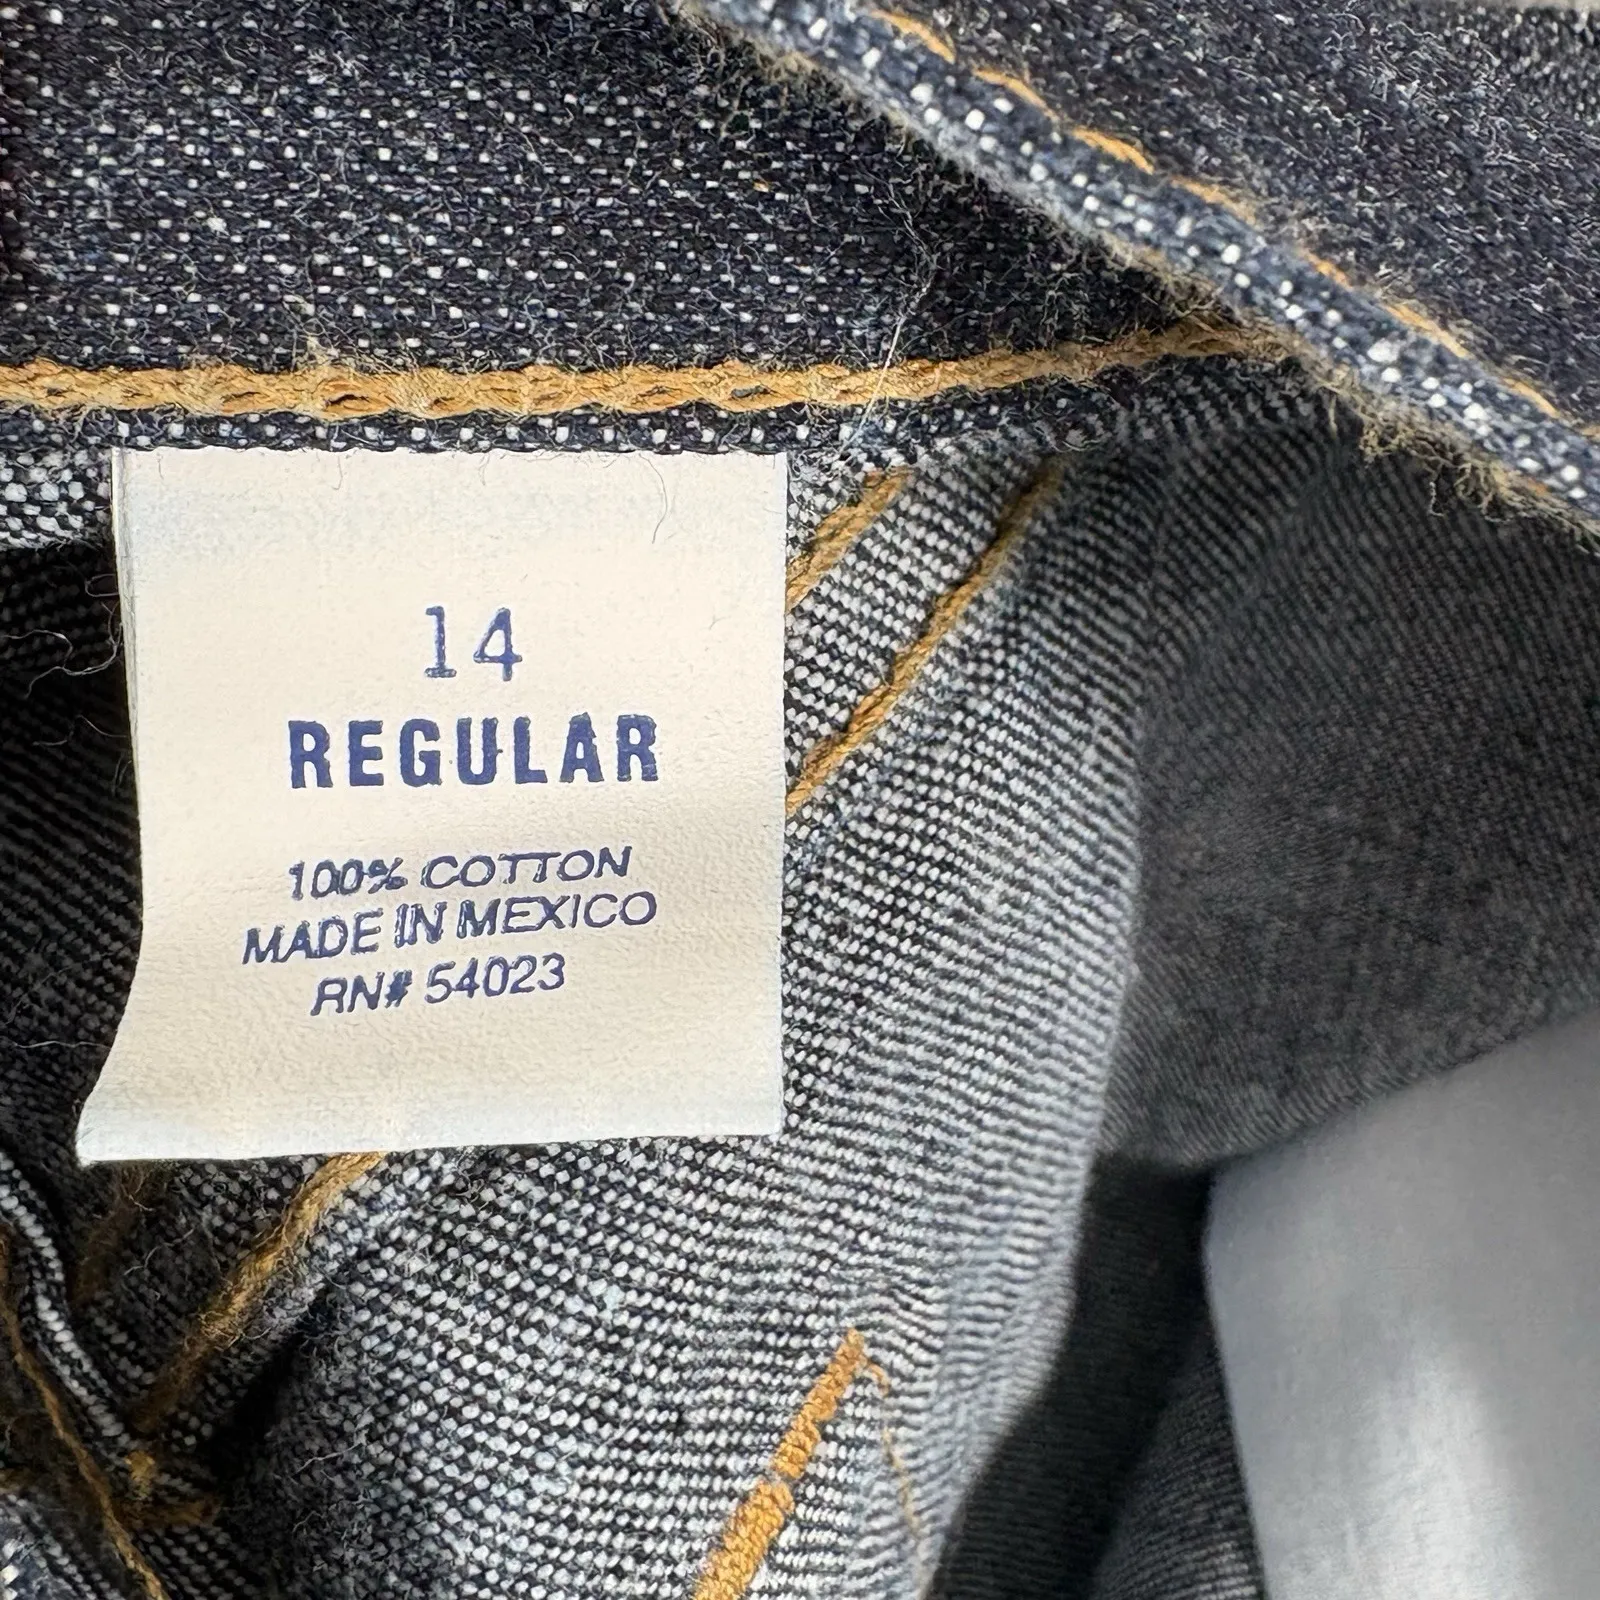 14
REGULAR
100% COTTON
MADE IN MEXICO
RN# 54023